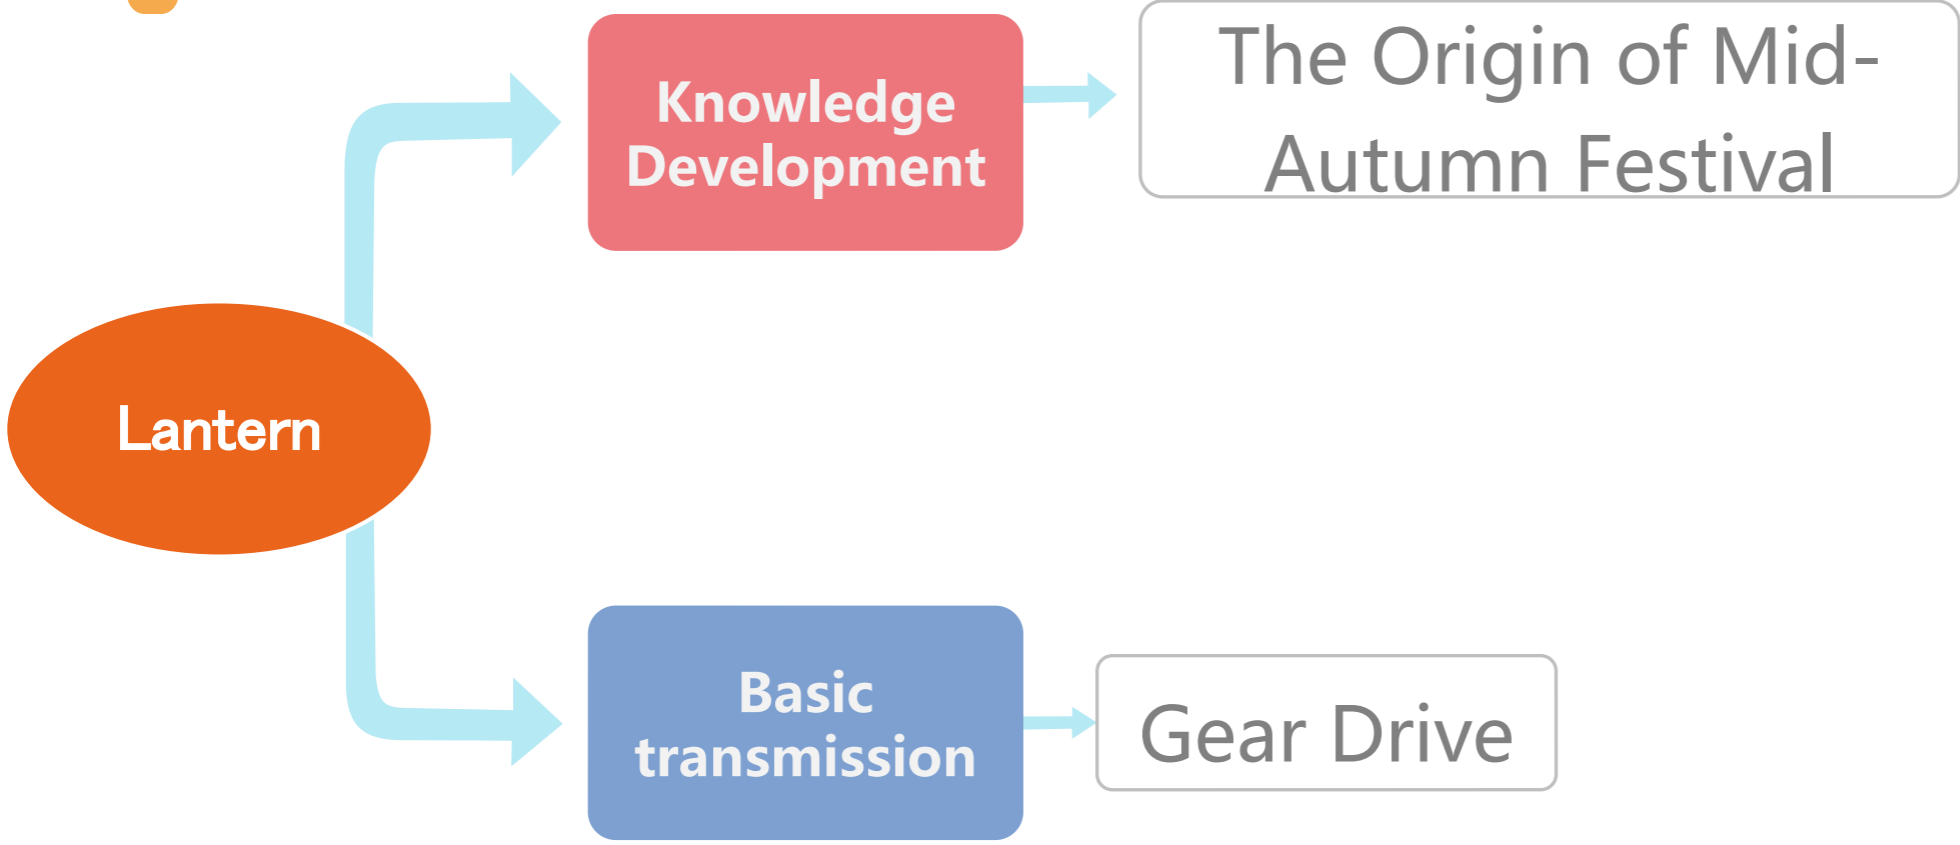 Knowledge
Development
The Origin of Mid-
Autumn Festival
Lantern
Basic
transmission
Gear Drive